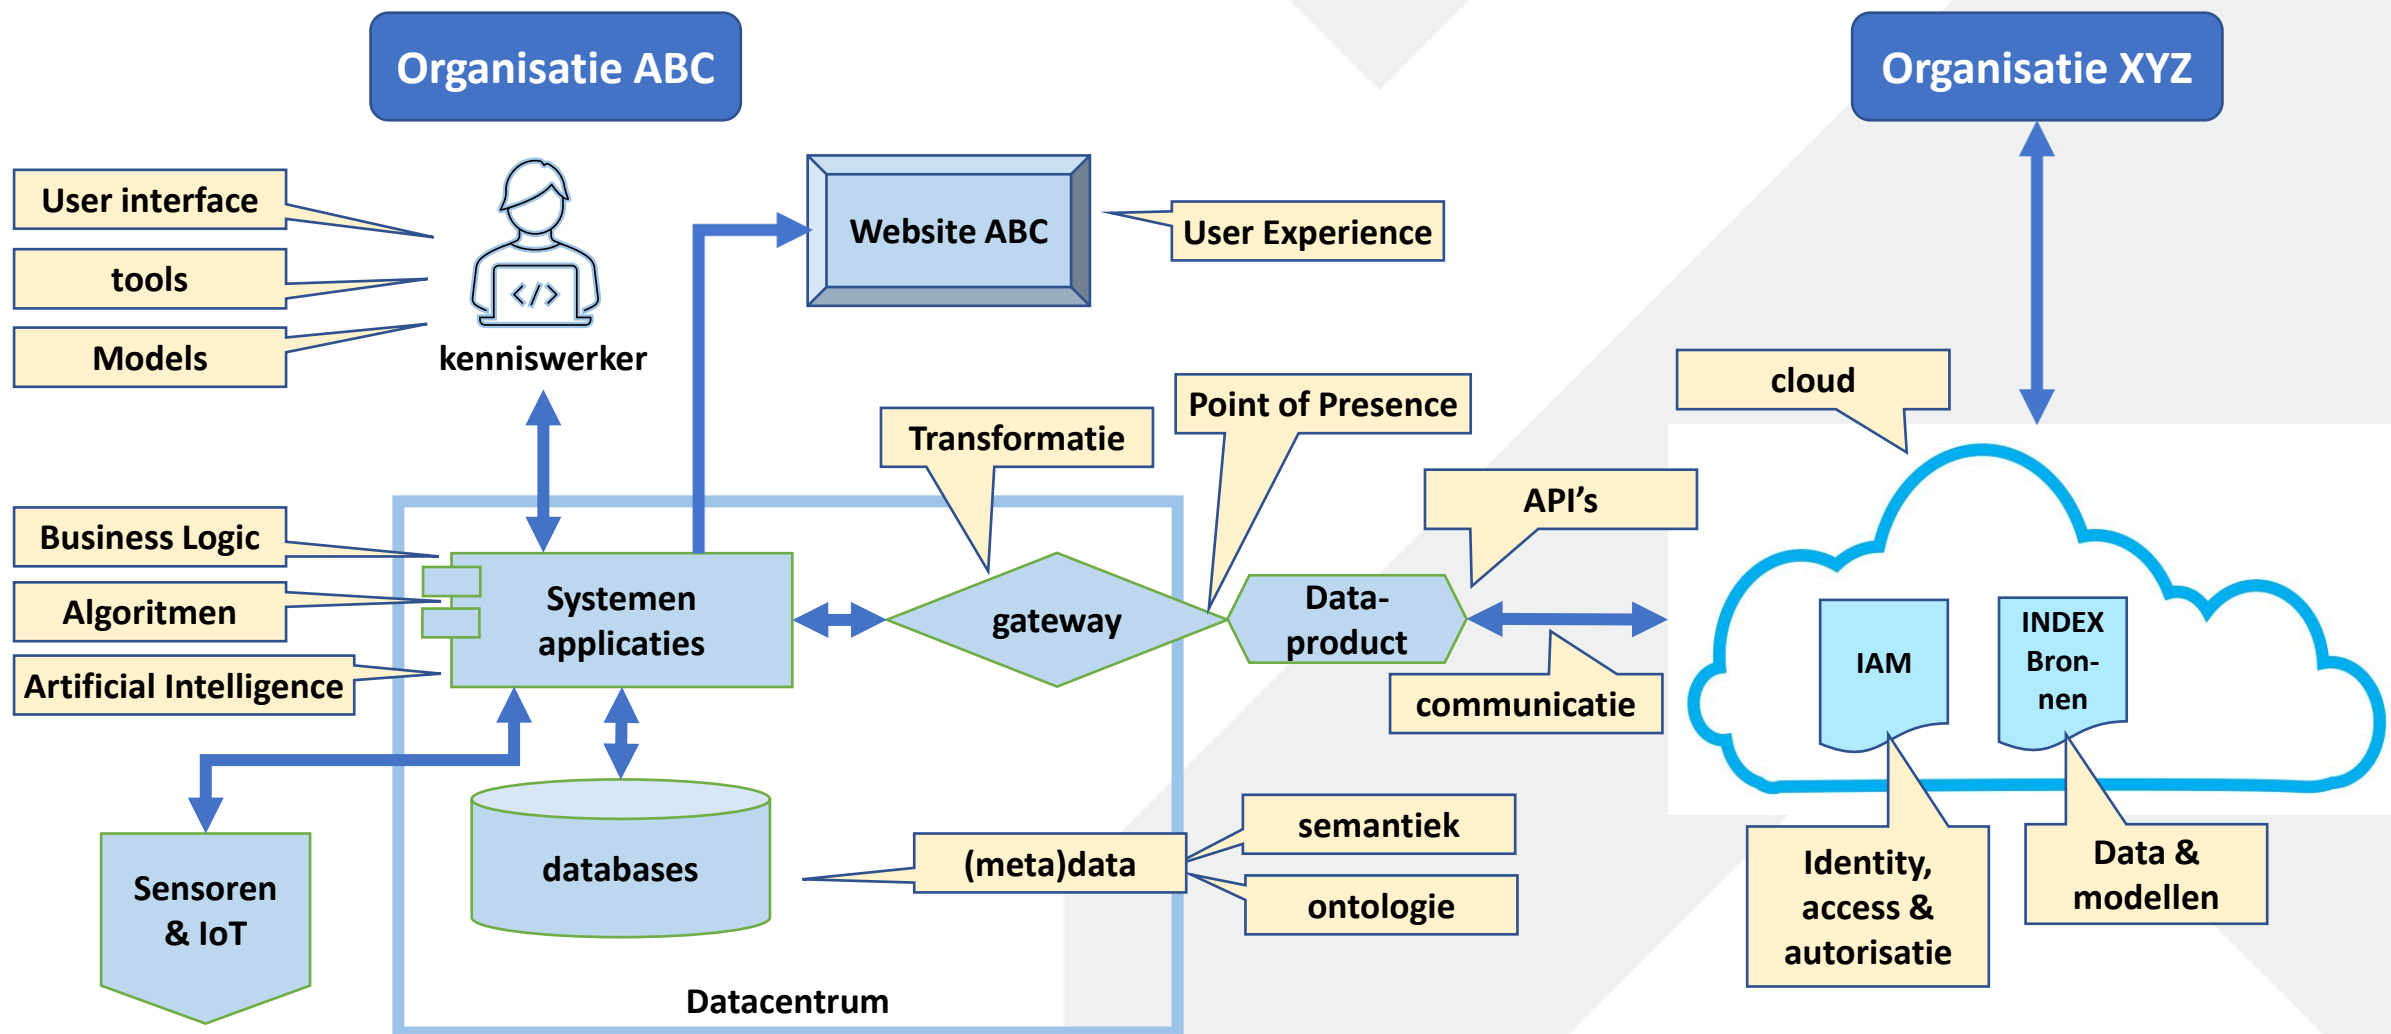 Organisatie ABC
Organisatie XYZ
User interface
tools
Models
kenniswerker
Website ABC
User Experience
cloud
Transformatie
Point of Presence
API’s
Business Logic
Algoritmen
Artificial Intelligence
Systemen
applicaties
gateway
Data-
product
communicatie
IAM
INDEX
Bron-
nen
Sensoren
& IoT
databases
(meta)data
semantiek
ontologie
Identity,
access &
autorisatie
Data &
modellen
Datacentrum